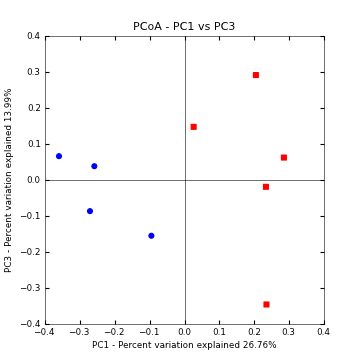 PCoA - PC1 vs PC3
0.4
0.3
0.2
0.1
0.0
−0.1
−0.2
−0.3
−0.4
PC3 - Percent variation explained 13.99%
−0.4 −0.3 −0.2 −0.1 0.0 0.1 0.2 0.3 0.4
PC1 - Percent variation explained 26.76%